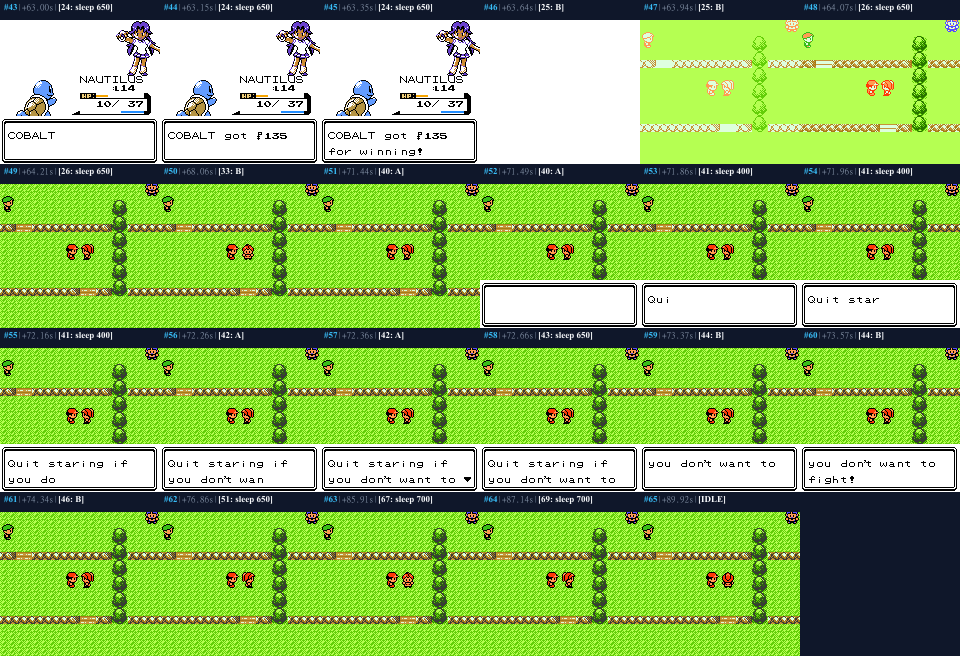 #43|+63.00s| [24: sleep 650]
#44|+63.15s| [24: sleep 650]
#45|+63.35s| [24: sleep 650]
#46|+63.64s| [25: B]
#47|+63.94s| [25: B]
#48|+64.07s| [26: sleep 650]
NAUTILUS
:L14
HP:
10/ 37
COBALT
NAUTILUS
:L14
HP:
10/ 37
COBALT got ₽135
NAUTILUS
:L14
HP:
10/ 37
COBALT got ₽135
for winning!
#49|+64.21s| [26: sleep 650]
#50|+68.06s| [33: B]
#51|+71.44s| [40: A]
#52|+71.49s| [40: A]
#53|+71.86s| [41: sleep 400]
#54|+71.96s| [41: sleep 400]
Qui
Quit star
#55|+72.16s| [41: sleep 400]
#56|+72.26s| [42: A]
#57|+72.36s| [42: A]
#58|+72.66s| [43: sleep 650]
#59|+73.37s| [44: B]
#60|+73.57s| [44: B]
Quit staring if
you do
Quit staring if
you don't wan
Quit staring if
you don't want to ▼
Quit staring if
you don't want to
you don't want to
you don't want to
fight!
#61|+74.34s| [46: B]
#62|+76.86s| [51: sleep 650]
#63|+85.91s| [67: sleep 700]
#64|+87.14s| [69: sleep 700]
#65|+89.92s| [IDLE]